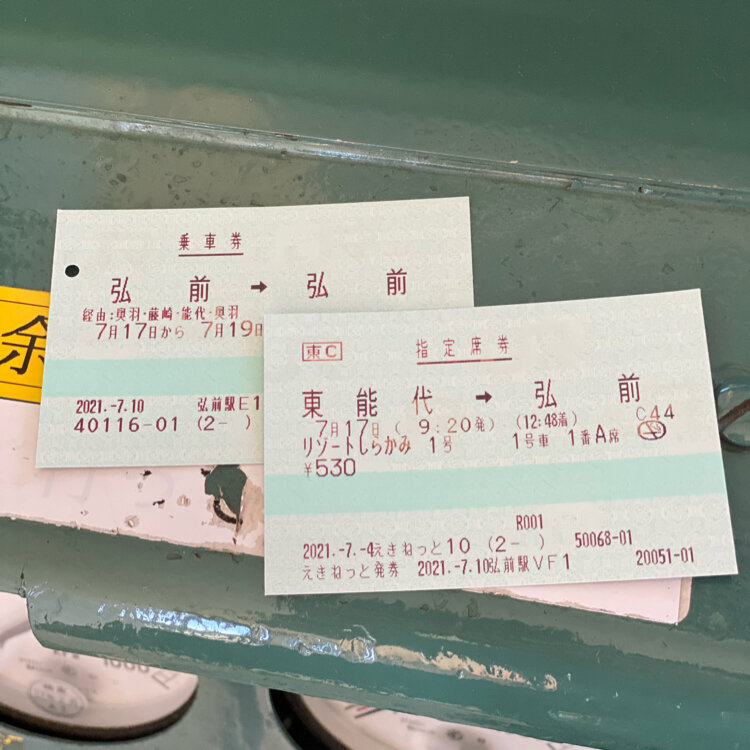 乗車券
弘前 → 弘前
経由:奥羽・藤崎・能代・奥羽
7月17日から 7月19日
2021.-7.10 弘前駅E1
40116-01 (2- )
東C 指定席券
東能代 → 弘前
7月17日 ( 9:20発) (12:48着) C44
リゾートしらかみ 1号 1号車 1番A席
¥530
R001
2021.-7.-4えきねっと10 (2- ) 50068-01
えきねっと発券 2021.-7.10弘前駅VF1 20051-01
余
1000